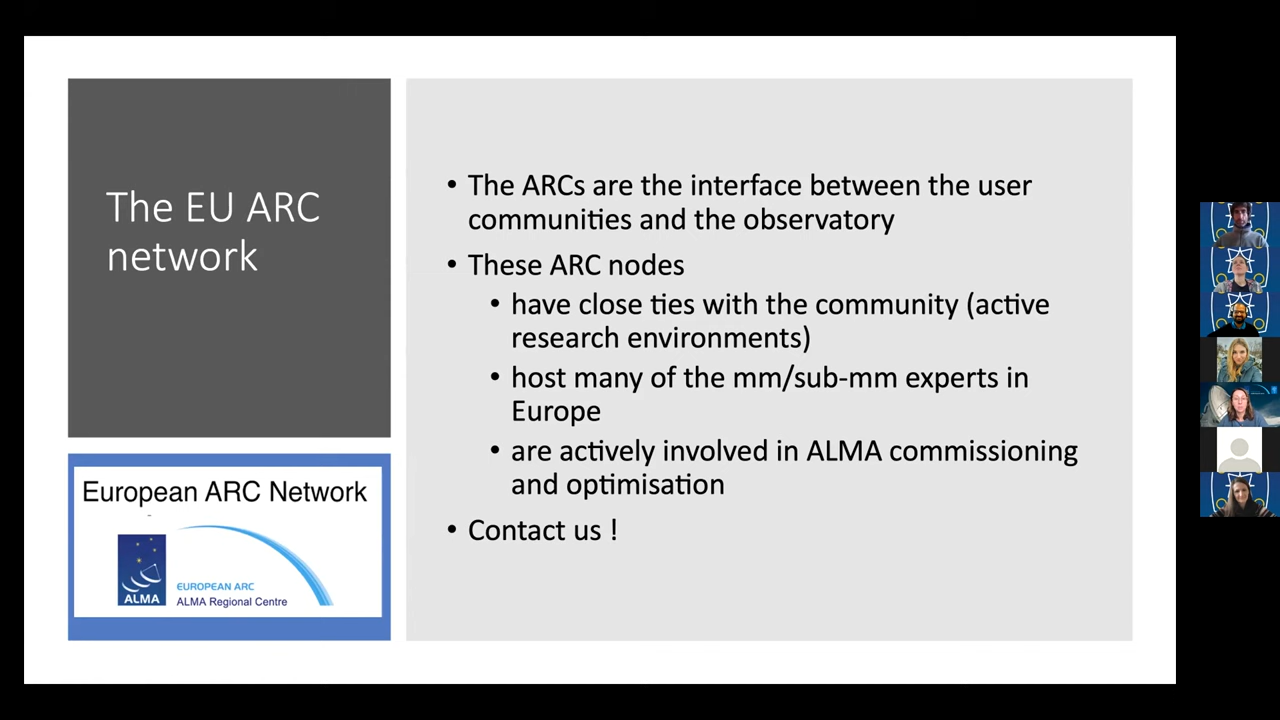 The EU ARC
network
European ARC Network
ALMA
EUROPEAN ARC
ALMA Regional Centre
• The ARCs are the interface between the user
communities and the observatory
• These ARC nodes
• have close ties with the community (active
research environments)
• host many of the mm/sub-mm experts in
Europe
• are actively involved in ALMA commissioning
and optimisation
• Contact us !